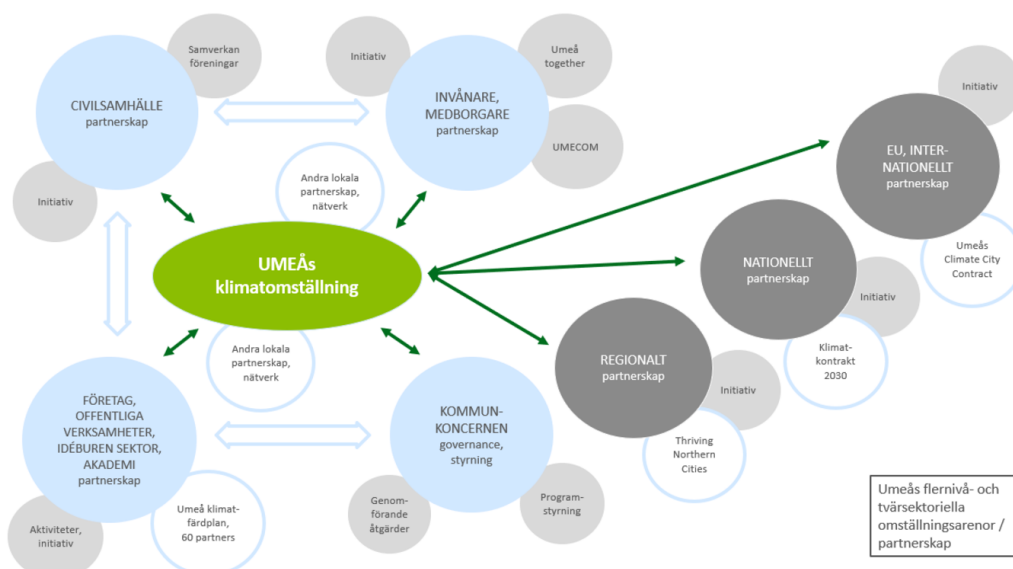 Samverkan
föreningar
CIVILSAMHÄLLE
partnerskap
Initiativ
Initiativ
Umeå
together
INVÅNARE,
MEDBORGARE
partnerskap
UMECOM
Andra lokala
partnerskap,
nätverk
UMEÅs
klimatomställning
Andra lokala
partnerskap,
nätverk
FÖRETAG,
OFFENTLIGA
VERKSAMHETER,
IDÉBUREN SEKTOR,
AKADEMI
partnerskap
Aktiviteter,
initiativ
Umeå klimat-
färdplan,
60 partners
KOMMUN-
KONCERNEN
governance,
styrning
Genom-
förande
åtgärder
Program-
styrning
Initiativ
EU, INTER-
NATIONELLT
partnerskap
Umeås
Climate City
Contract
NATIONELLT
partnerskap
Initiativ
Klimat-
kontrakt
2030
REGIONALT
partnerskap
Initiativ
Thriving
Northern
Cities
Umeås flernivå- och
tvärsektoriella
omställningsarenor /
partnerskap